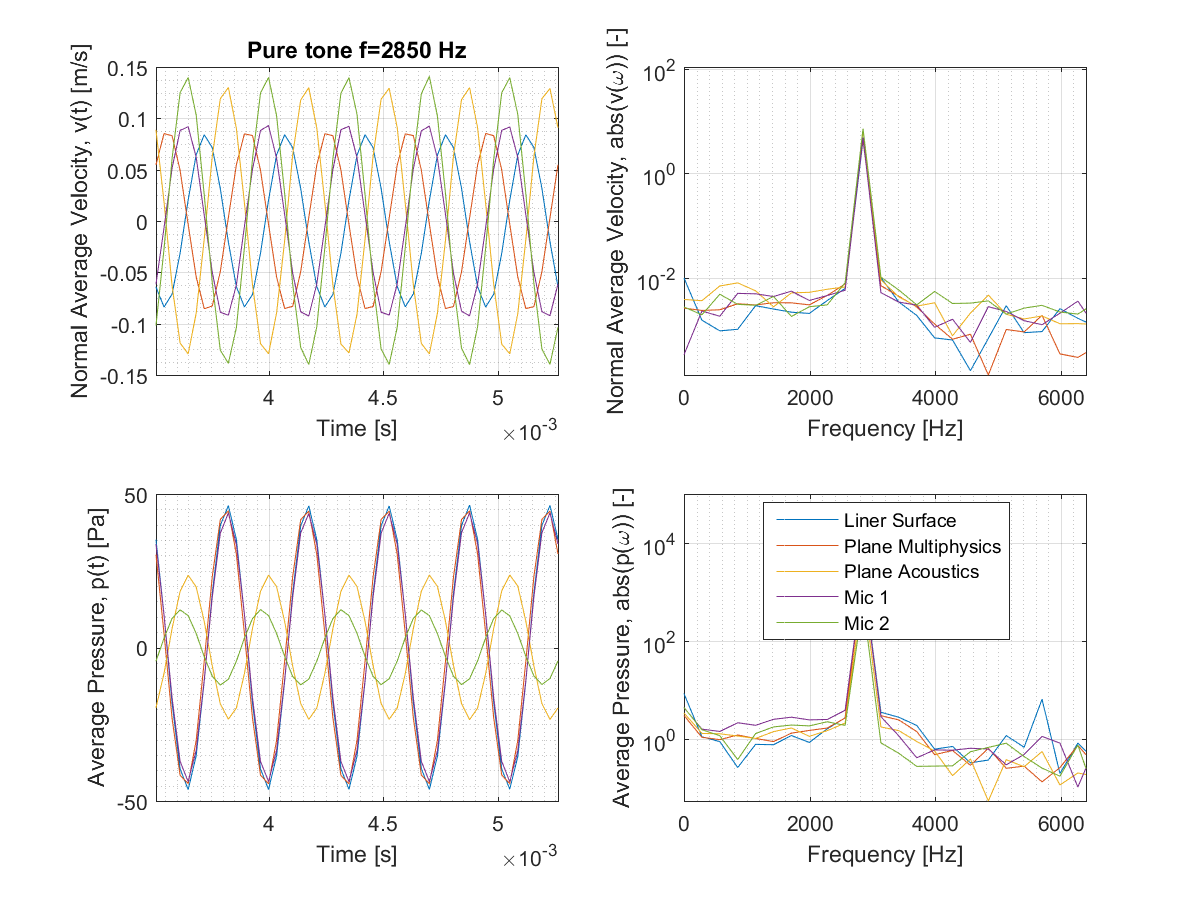 Pure tone f=2850 Hz
Normal Average Velocity, v(t) [m/s]
0.15
0.1
0.05
0
-0.05
-0.1
-0.15
4
4.5
5
Time [s]
×10-3
Normal Average Velocity, abs(v(ω)) [-]
102
100
10-2
0
2000
4000
6000
Frequency [Hz]
Average Pressure, p(t) [Pa]
50
0
-50
4
4.5
5
Time [s]
×10-3
Average Pressure, abs(p(ω)) [-]
104
102
100
Liner Surface
Plane Multiphysics
Plane Acoustics
Mic 1
Mic 2
0
2000
4000
6000
Frequency [Hz]